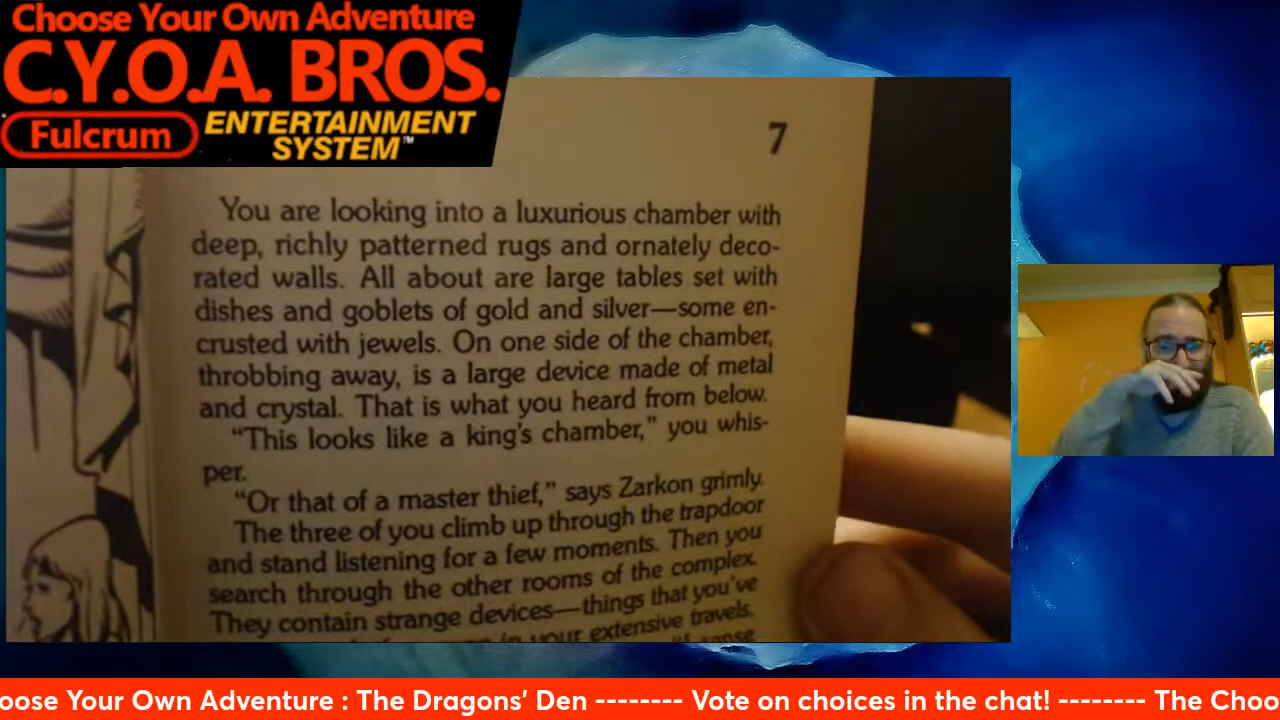 Choose Your Own Adventure
C.Y.O.A. BROS.
Fulcrum
ENTERTAINMENT
SYSTEM™
7
You are looking into a luxurious chamber with
deep, richly patterned rugs and ornately deco-
rated walls. All about are large tables set with
dishes and goblets of gold and silver—some en-
crusted with jewels. On one side of the chamber,
throbbing away, is a large device made of metal
and crystal. That is what you heard from below.
“This looks like a king’s chamber,” you whis-
per.
“Or that of a master thief,” says Zarkon grimly.
The three of you climb up through the trapdoor
and stand listening for a few moments. Then you
search through the other rooms of the complex.
They contain strange devices—things that you’ve
in your extensive travels.
oose Your Own Adventure : The Dragons’ Den -------- Vote on choices in the chat! -------- The Choo